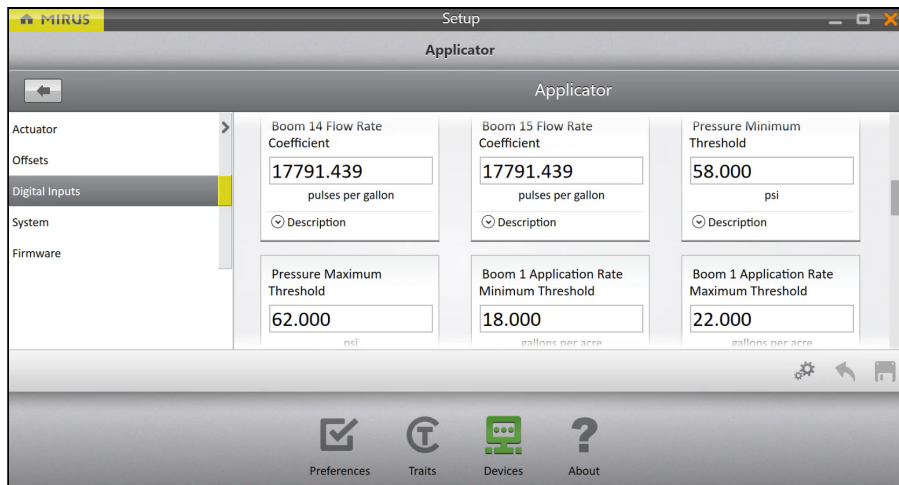 MIRUS
Setup
Applicator
Applicator
Actuator
Offsets
Digital Inputs
System
Firmware
Boom 14 Flow Rate
Coefficient
17791.439
pulses per gallon
Description
Boom 15 Flow Rate
Coefficient
17791.439
pulses per gallon
Description
Pressure Minimum
Threshold
58.000
psi
Description
Pressure Maximum
Threshold
62.000
psi
Boom 1 Application Rate
Minimum Threshold
18.000
gallons per acre
Boom 1 Application Rate
Maximum Threshold
22.000
gallons per acre
Preferences
Traits
Devices
About